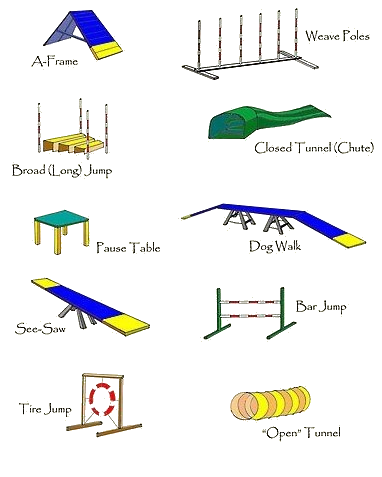 A-Frame
Weave Poles
Broad (Long) Jump
Closed Tunnel (Chute)
Pause Table
Dog Walk
See-Saw
Bar Jump
Tire Jump
"Open" Tunnel